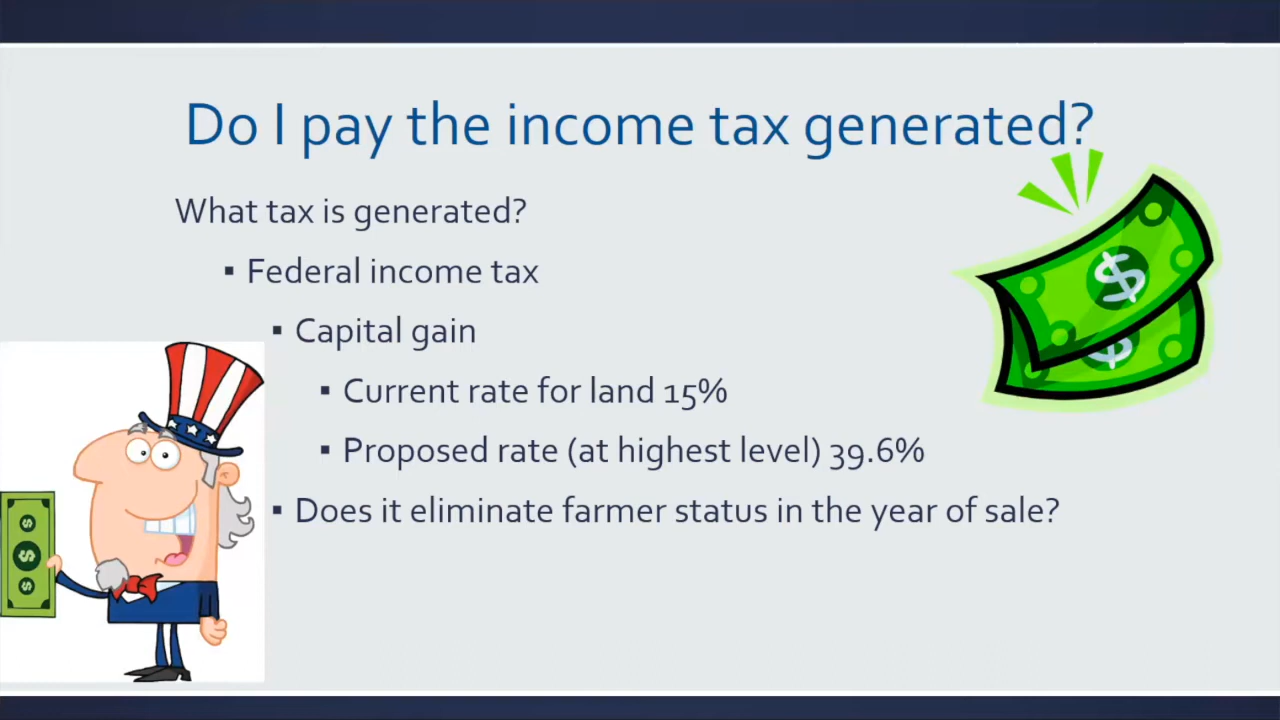 Do I pay the income tax generated?
What tax is generated?
▪ Federal income tax
▪ Capital gain
▪ Current rate for land 15%
▪ Proposed rate (at highest level) 39.6%
▪ Does it eliminate farmer status in the year of sale?
$
$
$
$
$